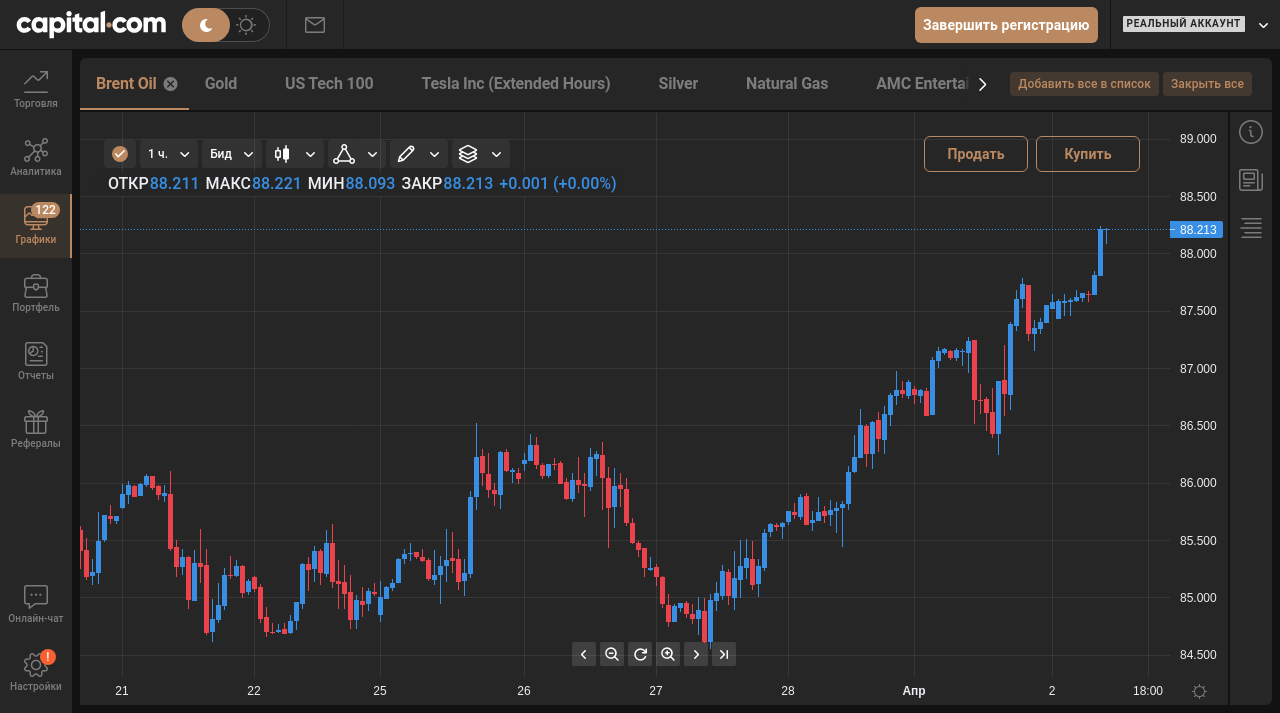 capital.com
Завершить регистрацию
РЕАЛЬНЫЙ АККАУНТ
Торговля
Аналитика
122
Графики
Портфель
Отчеты
Рефералы
Онлайн-чат
!
Настройки
Brent Oil
Gold
US Tech 100
Tesla Inc (Extended Hours)
Silver
Natural Gas
AMC Entertai
Добавить все в список
Закрыть все
1 ч.
Бид
Продать
Купить
ОТКР88.211 МАКС88.221 МИН88.093 ЗАКР88.213 +0.001 (+0.00%)
89.000
88.500
88.213
88.000
87.500
87.000
86.500
86.000
85.500
85.000
84.500
21
22
25
26
27
28
Апр
2
18:00